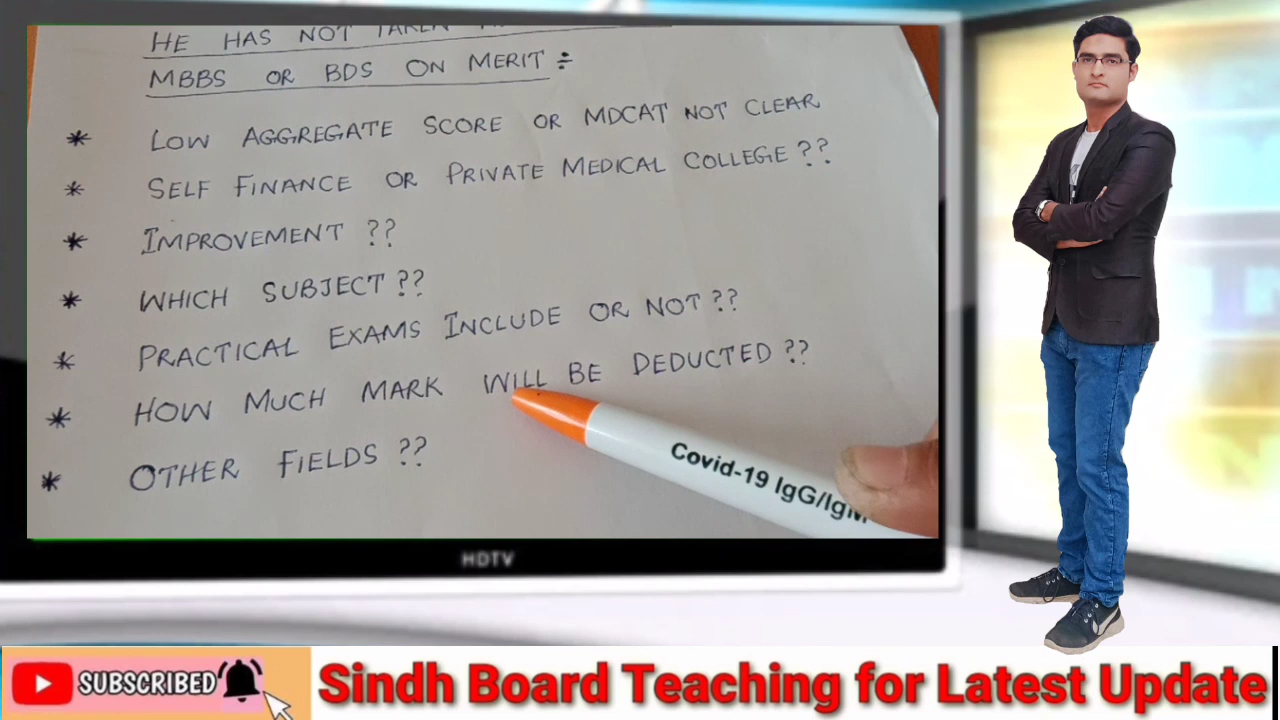 HE HAS NOT TAKEN
MBBS OR BDS ON MERIT ÷
* LOW AGGREGATE SCORE OR MDCAT NOT CLEAR
* SELF FINANCE OR PRIVATE MEDICAL COLLEGE ??
* IMPROVEMENT ??
* WHICH SUBJECT ??
* PRACTICAL EXAMS INCLUDE OR NOT ??
* HOW MUCH MARK WILL BE DEDUCTED ??
* OTHER FIELDS ??
Covid-19 IgG/IgM
HDTV
SUBSCRIBED
Sindh Board Teaching for Latest Update